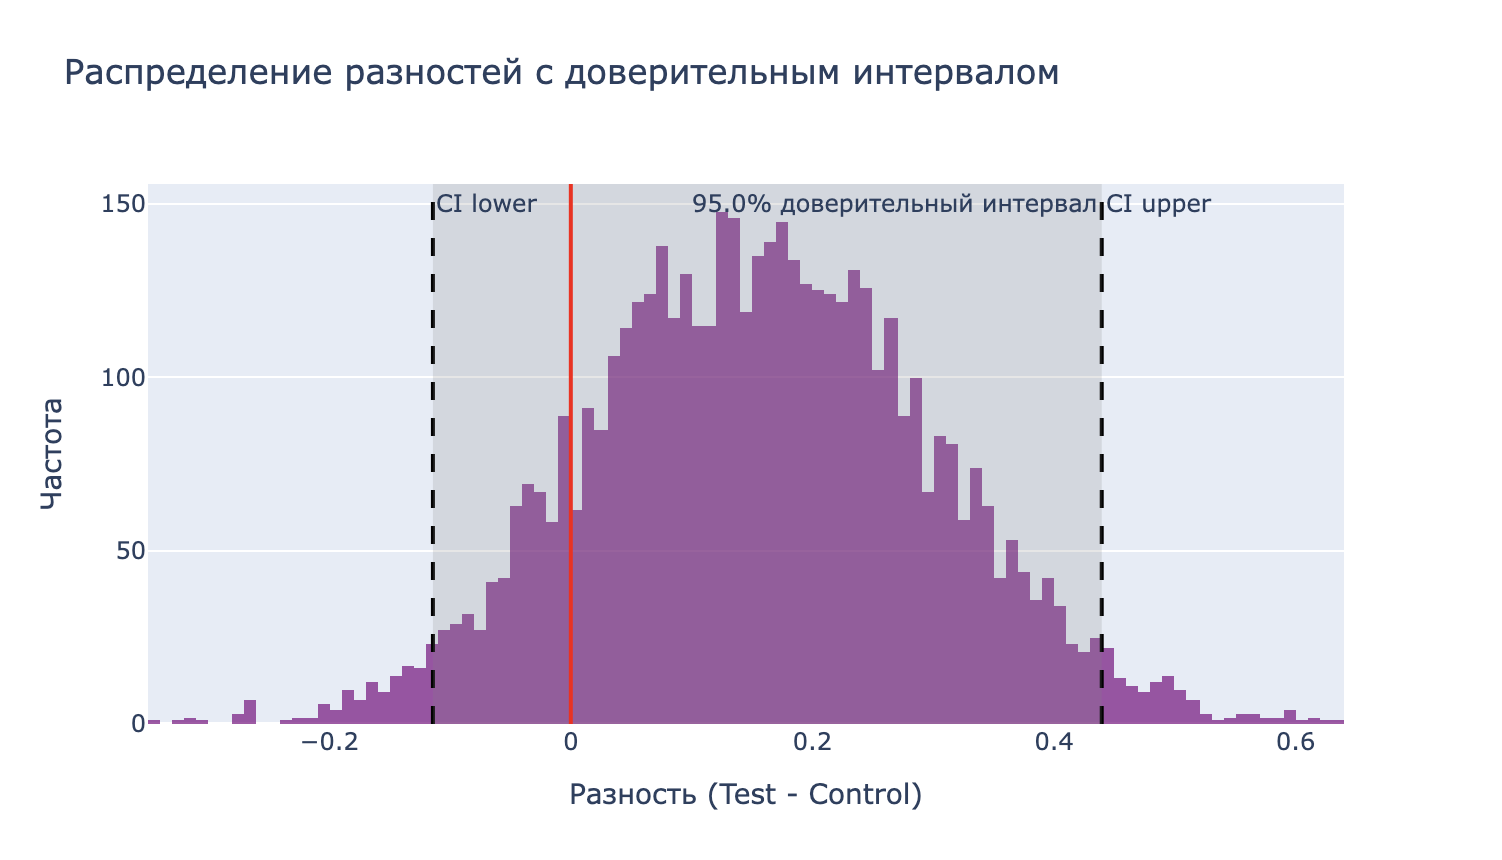 Распределение разностей с доверительным интервалом
150
CI lower
95.0% доверительный интервал
CI upper
100
50
0
Частота
−0.2
0
0.2
0.4
0.6
Разность (Test - Control)